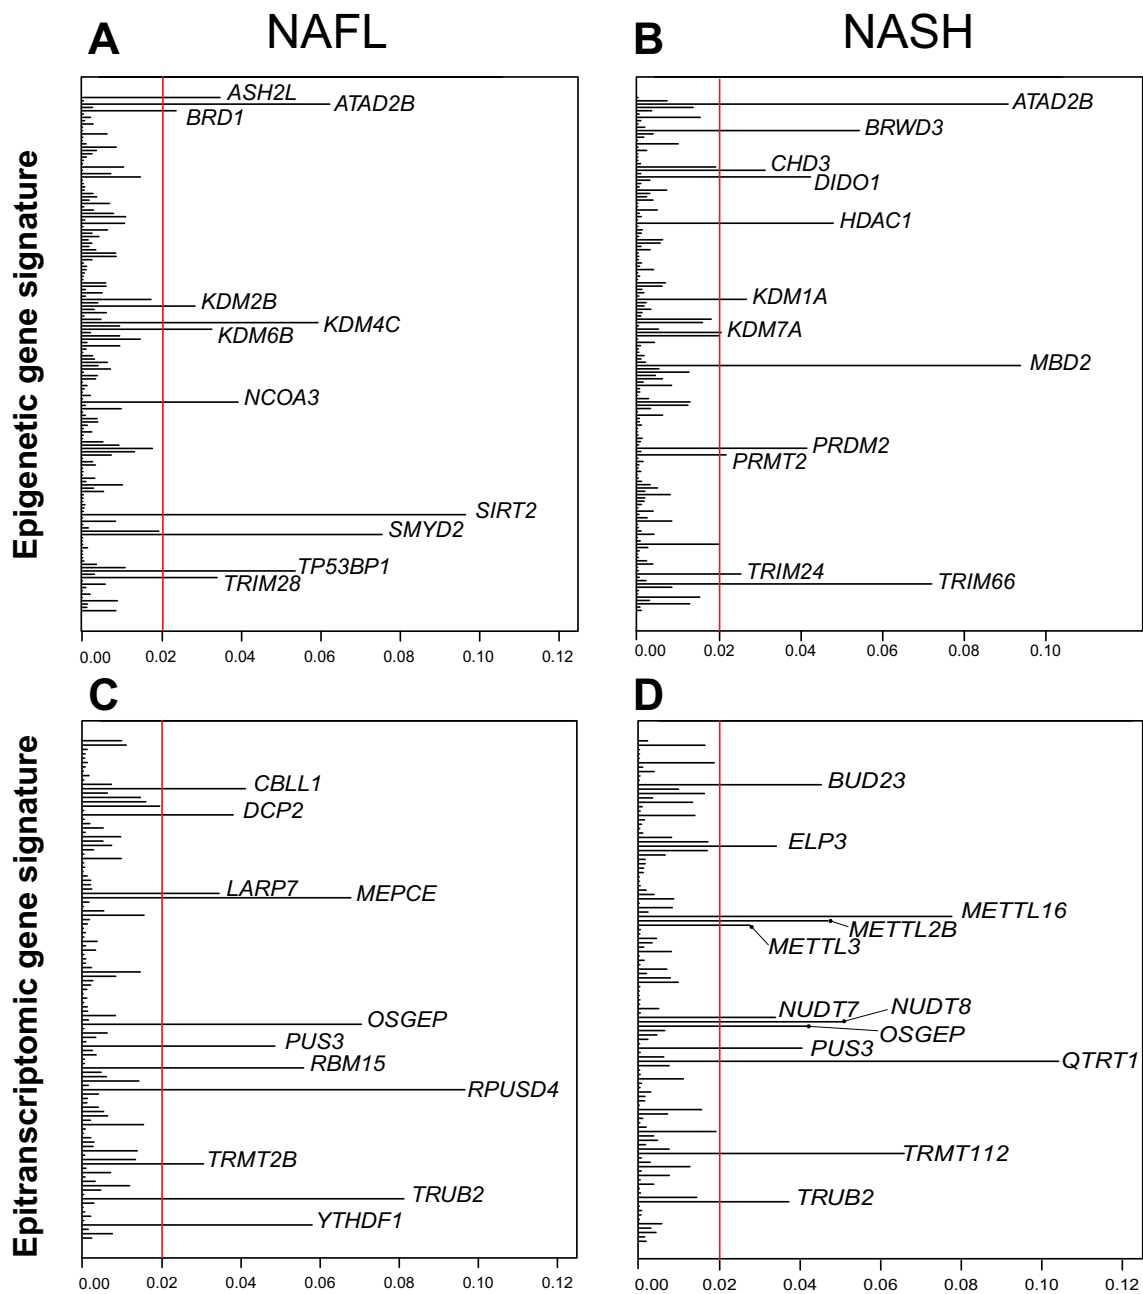 A
NAFL
B
NASH
Epigenetic gene signature
ASH2L
ATAD2B
BRD1
KDM2B
KDM4C
KDM6B
NCOA3
SIRT2
SMYD2
TP53BP1
TRIM28
0.00 0.02 0.04 0.06 0.08 0.10 0.12
ATAD2B
BRWD3
CHD3
DIDO1
HDAC1
KDM1A
KDM7A
MBD2
PRDM2
PRMT2
TRIM24
TRIM66
0.00 0.02 0.04 0.06 0.08 0.10
C
D
Epitranscriptomic gene signature
CBLL1
DCP2
LARP7
MEPCE
OSGEP
PUS3
RBM15
RPUSD4
TRMT2B
TRUB2
YTHDF1
0.00 0.02 0.04 0.06 0.08 0.10 0.12
BUD23
ELP3
METTL16
METTL2B
METTL3
NUDT7
NUDT8
OSGEP
PUS3
QTRT1
TRMT112
TRUB2
0.00 0.02 0.04 0.06 0.08 0.10 0.12